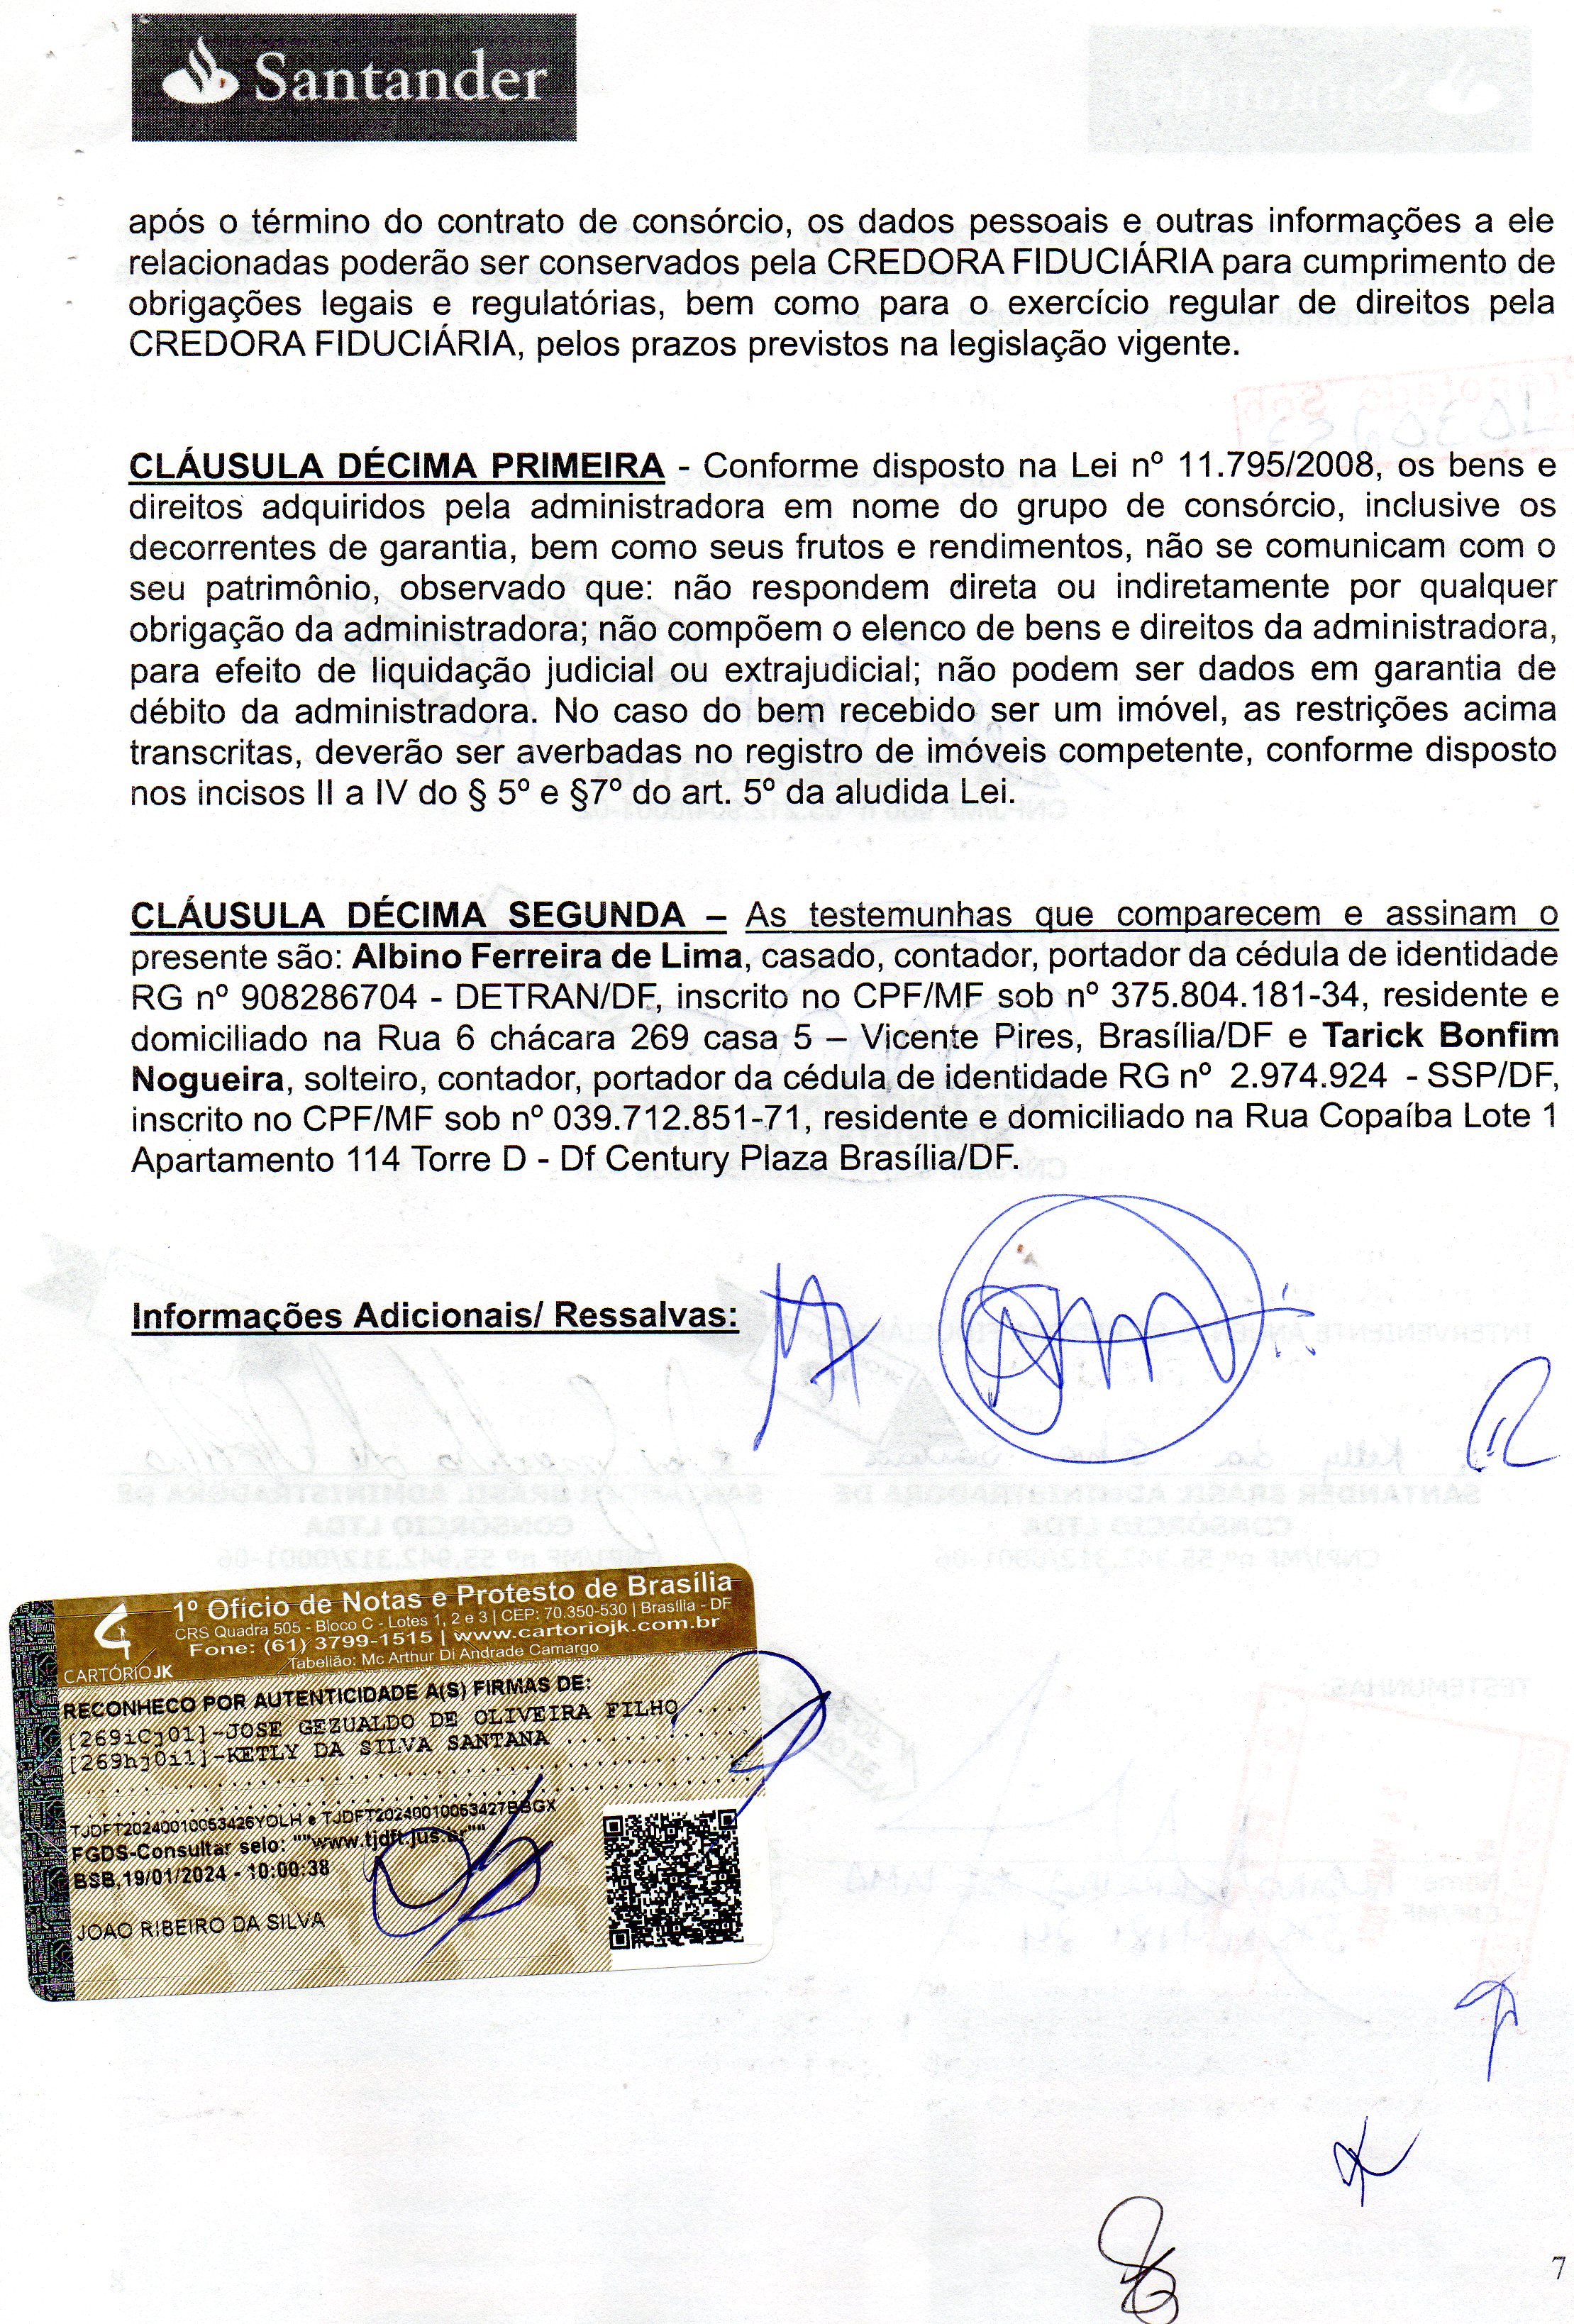 Santander
após o término do contrato de consórcio, os dados pessoais e outras informações a ele
relacionadas poderão ser conservados pela CREDORA FIDUCIÁRIA para cumprimento de
obrigações legais e regulatórias, bem como para o exercício regular de direitos pela
CREDORA FIDUCIÁRIA, pelos prazos previstos na legislação vigente.
CLÁUSULA DÉCIMA PRIMEIRA - Conforme disposto na Lei nº 11.795/2008, os bens e
direitos adquiridos pela administradora em nome do grupo de consórcio, inclusive os
decorrentes de garantia, bem como seus frutos e rendimentos, não se comunicam com o
seu patrimônio, observado que: não respondem direta ou indiretamente por qualquer
obrigação da administradora; não compõem o elenco de bens e direitos da administradora,
para efeito de liquidação judicial ou extrajudicial; não podem ser dados em garantia de
débito da administradora. No caso do bem recebido ser um imóvel, as restrições acima
transcritas, deverão ser averbadas no registro de imóveis competente, conforme disposto
nos incisos II a IV do § 5º e §7º do art. 5º da aludida Lei.
CLÁUSULA DÉCIMA SEGUNDA – As testemunhas que comparecem e assinam o
presente são: Albino Ferreira de Lima, casado, contador, portador da cédula de identidade
RG nº 908286704 - DETRAN/DF, inscrito no CPF/MF sob nº 375.804.181-34, residente e
domiciliado na Rua 6 chácara 269 casa 5 – Vicente Pires, Brasília/DF e Tarick Bonfim
Nogueira, solteiro, contador, portador da cédula de identidade RG nº 2.974.924 - SSP/DF,
inscrito no CPF/MF sob nº 039.712.851-71, residente e domiciliado na Rua Copaíba Lote 1
Apartamento 114 Torre D - Df Century Plaza Brasília/DF.
Informações Adicionais/ Ressalvas:
1º Ofício de Notas e Protesto de Brasília
CRS Quadra 505 - Bloco C - Lotes 1, 2 e 3 | CEP: 70.350-530 | Brasília - DF
Fone: (61) 3799-1515 | www.cartoriojk.com.br
Tabelião: Mc Arthur Di Andrade Camargo
CARTÓRIO JK
RECONHECO POR AUTENTICIDADE A(S) FIRMAS DE:
[269iCj01]-JOSE GEZUALDO DE OLIVEIRA FILHO ....
[269hj0i1]-KETLY DA SILVA SANTANA ..............
TJDFT20240010053426YOLH e TJDFT20240010053427BBGX
FGDS-Consultar selo: ""www.tjdft.jus.br""
BSB,19/01/2024 - 10:00:38
JOAO RIBEIRO DA SILVA
7